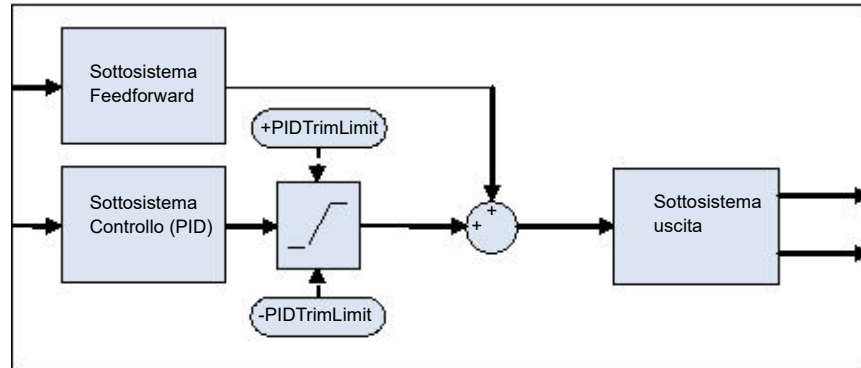 Sottosistema
Feedforward
+PIDTrimLimit
Sottosistema
Controllo (PID)
-PIDTrimLimit
+
+
Sottosistema
uscita